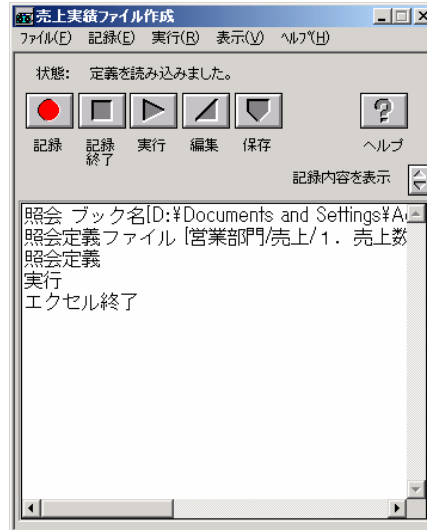 売上実績ファイル作成
ファイル(F) 記録(E) 実行(R) 表示(V) ヘルプ(H)
状態: 定義を読み込みました。
記録 記録終了 実行 編集 保存 ヘルプ
記録内容を表示
照会 ブック名[D:¥Documents and Settings¥A
照会定義ファイル [営業部門/売上/1. 売上数
照会定義
実行
エクセル終了